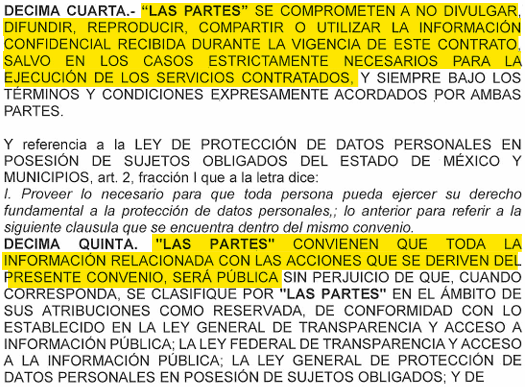 DECIMA CUARTA.- “LAS PARTES” SE COMPROMETEN A NO DIVULGAR,
DIFUNDIR, REPRODUCIR, COMPARTIR O UTILIZAR LA INFORMACIÓN
CONFIDENCIAL RECIBIDA DURANTE LA VIGENCIA DE ESTE CONTRATO,
SALVO EN LOS CASOS ESTRICTAMENTE NECESARIOS PARA LA
EJECUCIÓN DE LOS SERVICIOS CONTRATADOS, Y SIEMPRE BAJO LOS
TÉRMINOS Y CONDICIONES EXPRESAMENTE ACORDADOS POR AMBAS
PARTES.
Y referencia a la LEY DE PROTECCIÓN DE DATOS PERSONALES EN
POSESIÓN DE SUJETOS OBLIGADOS DEL ESTADO DE MÉXICO Y
MUNICIPIOS, art. 2, fracción I que a la letra dice:
I. Proveer lo necesario para que toda persona pueda ejercer su derecho
fundamental a la protección de datos personales,; lo anterior para referir a la
siguiente clausula que se encuentra dentro del mismo convenio.
DECIMA QUINTA. "LAS PARTES" CONVIENEN QUE TODA LA
INFORMACIÓN RELACIONADA CON LAS ACCIONES QUE SE DERIVEN DEL
PRESENTE CONVENIO, SERÁ PÚBLICA SIN PERJUICIO DE QUE, CUANDO
CORRESPONDA, SE CLASIFIQUE POR "LAS PARTES" EN EL ÁMBITO DE
SUS ATRIBUCIONES COMO RESERVADA, DE CONFORMIDAD CON LO
ESTABLECIDO EN LA LEY GENERAL DE TRANSPARENCIA Y ACCESO A
INFORMACIÓN PÚBLICA; LA LEY FEDERAL DE TRANSPARENCIA Y ACCESO
A LA INFORMACIÓN PÚBLICA; LA LEY GENERAL DE PROTECCIÓN DE
DATOS PERSONALES EN POSESIÓN DE SUJETOS OBLIGADOS; Y DE